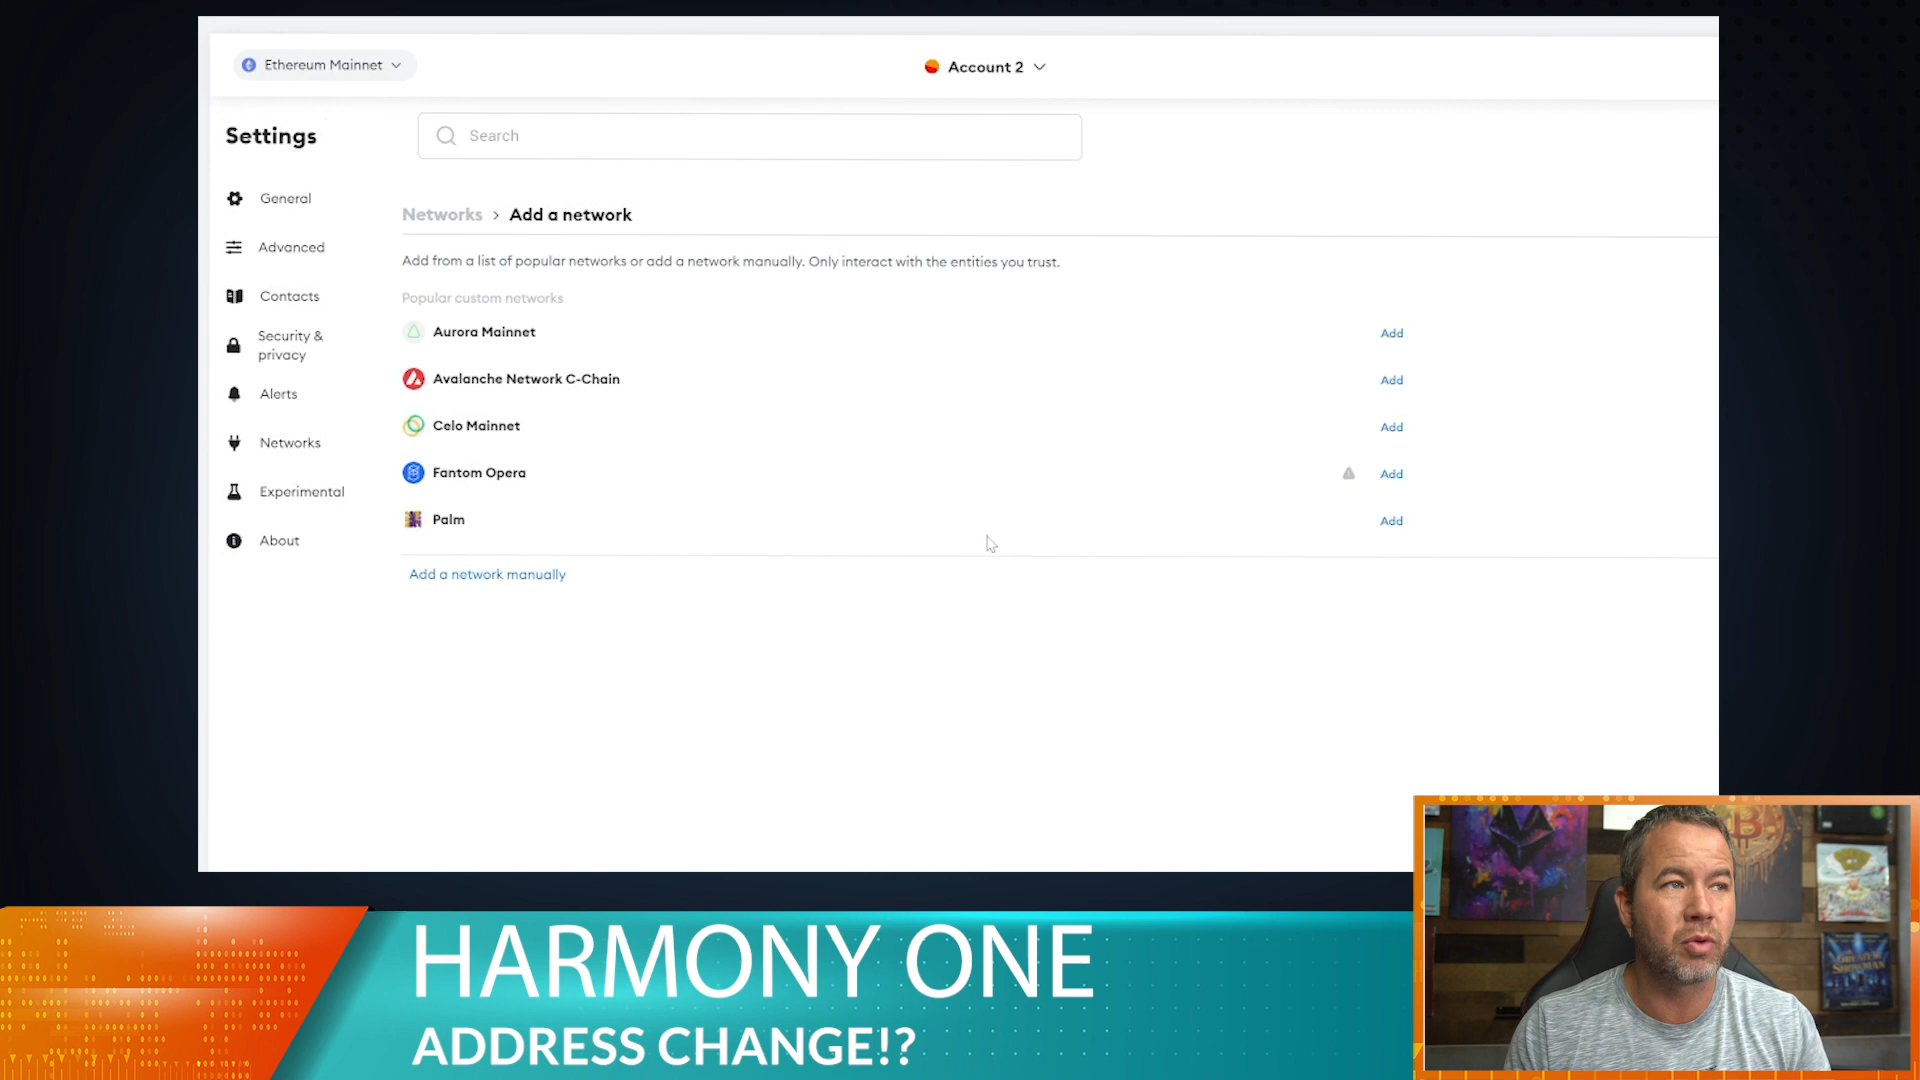 Ethereum Mainnet
Account 2
Settings
Search
General
Advanced
Contacts
Security &
privacy
Alerts
Networks
Experimental
About
Networks > Add a network
Add from a list of popular networks or add a network manually. Only interact with the entities you trust.
Popular custom networks
Aurora Mainnet Add
Avalanche Network C-Chain Add
Celo Mainnet Add
Fantom Opera Add
Palm Add
Add a network manually
HARMONY ONE
ADDRESS CHANGE!?
GREATEST
SHOWMAN